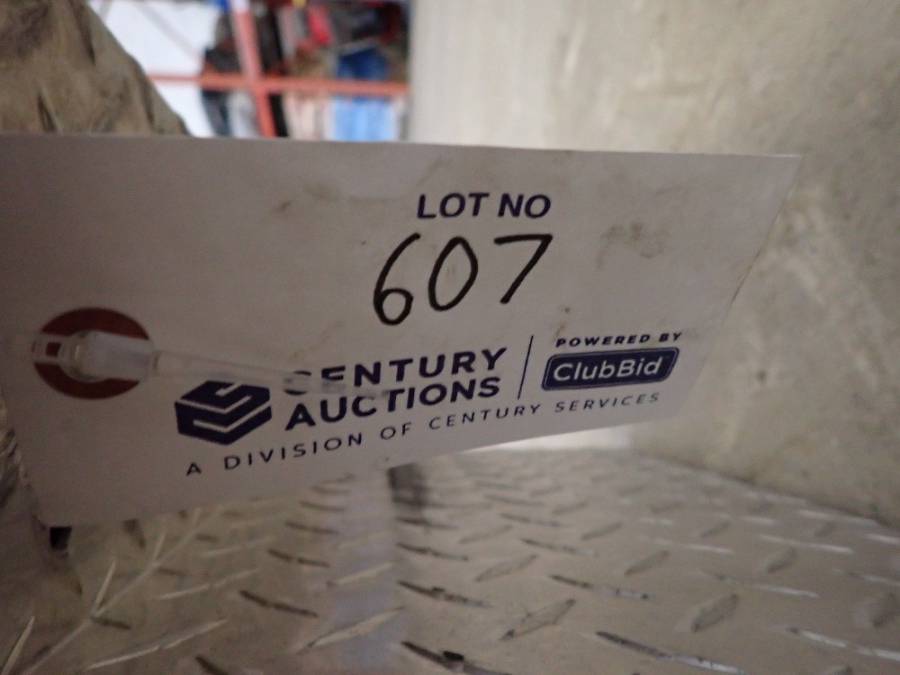 LOT NO
607
CENTURY
AUCTIONS
POWERED BY
ClubBid
A DIVISION OF CENTURY SERVICES